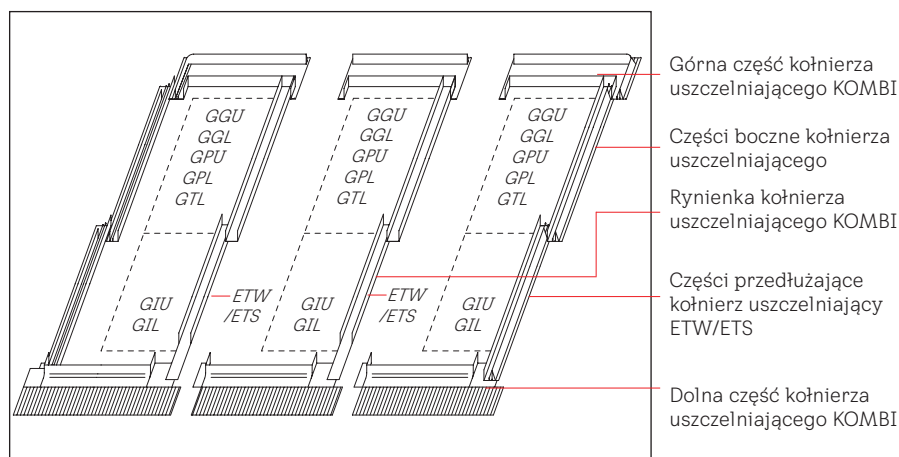 GGU
GGL
GPU
GPL
GTL
GIU
GIL
ETW
/ETS
GGU
GGL
GPU
GPL
GTL
GIU
GIL
ETW
/ETS
GGU
GGL
GPU
GPL
GTL
GIU
GIL
Górna część kołnierza
uszczelniającego KOMBI
Części boczne kołnierza
uszczelniającego
Rynienka kołnierza
uszczelniającego KOMBI
Części przedłużające
kołnierz uszczelniający
ETW/ETS
Dolna część kołnierza
uszczelniającego KOMBI